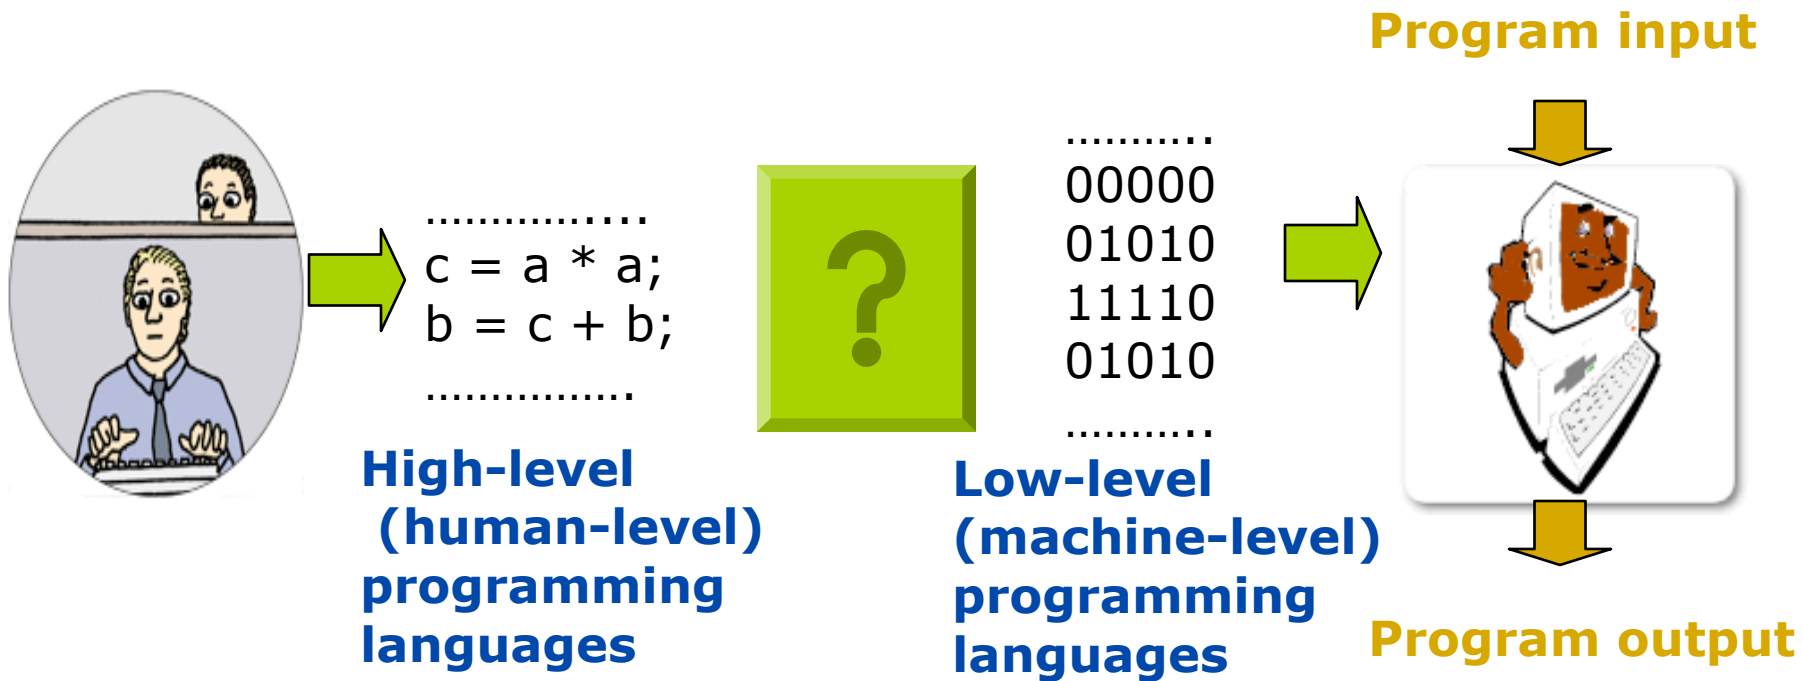 Program input
................
c = a * a;
b = c + b;
................
High-level
(human-level)
programming
languages
?
...........
00000
01010
11110
01010
...........
Low-level
(machine-level)
programming
languages
Program output